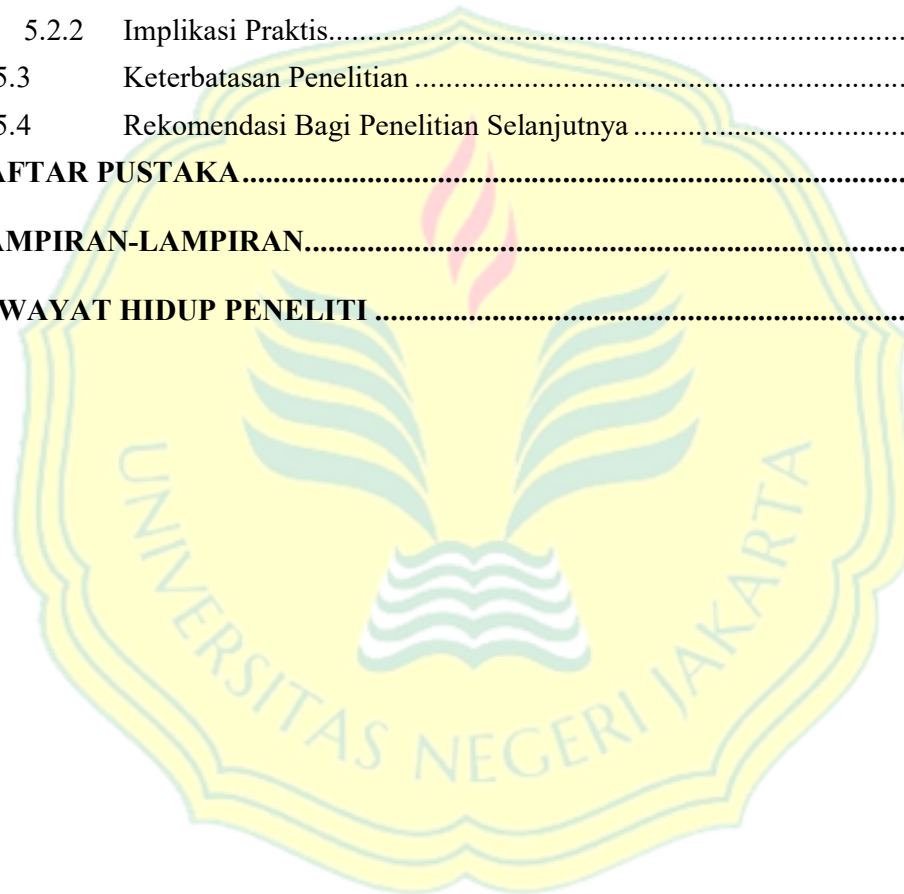 5.2.2 Implikasi Praktis........................................................................
5.3 Keterbatasan Penelitian ..............................................................
5.4 Rekomendasi Bagi Penelitian Selanjutnya ...................................
AFTAR PUSTAKA....................................................................................
AMPIRAN-LAMPIRAN............................................................................
WAYAT HIDUP PENELITI ....................................................................
UNIVERSITAS NEGERI JAKARTA